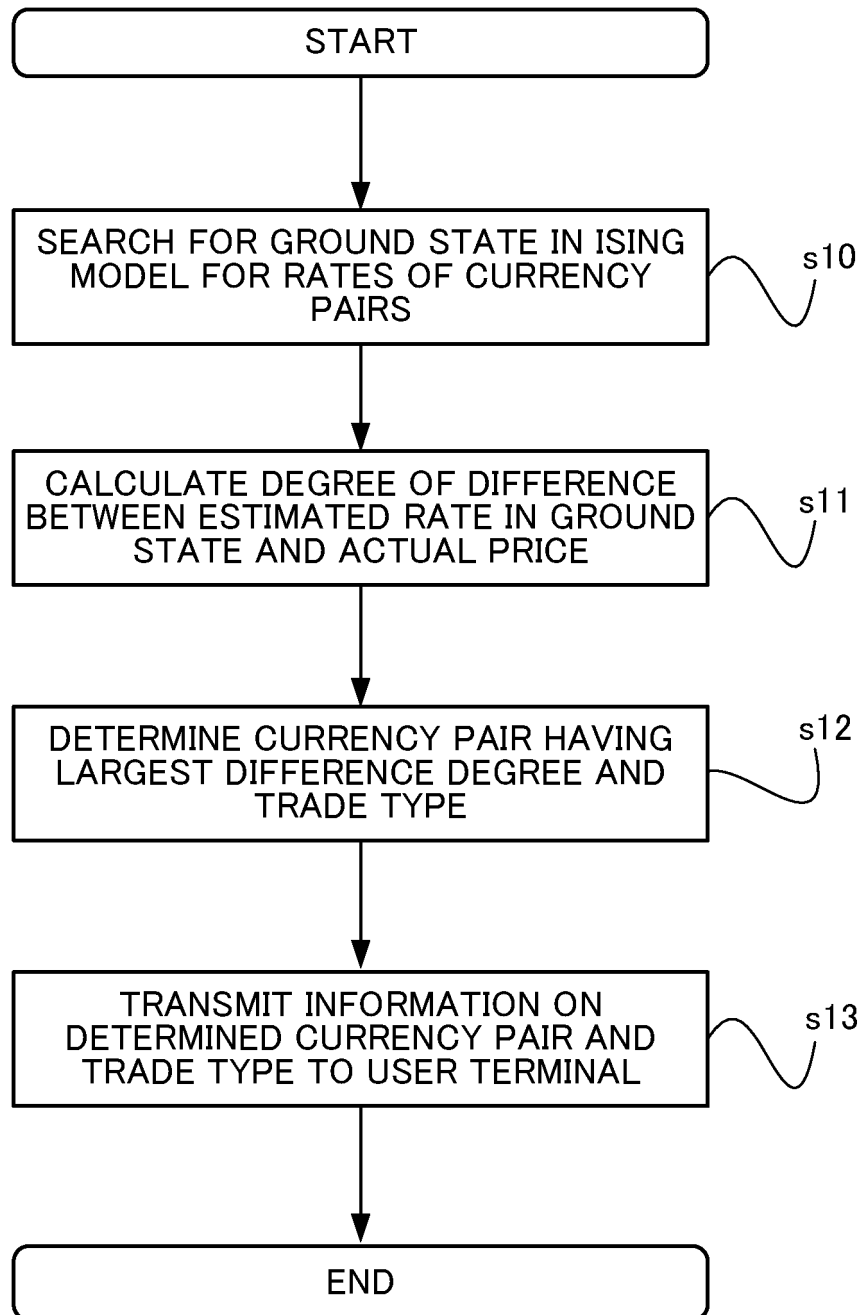 START
SEARCH FOR GROUND STATE IN ISING
MODEL FOR RATES OF CURRENCY
PAIRS
s10
CALCULATE DEGREE OF DIFFERENCE
BETWEEN ESTIMATED RATE IN GROUND
STATE AND ACTUAL PRICE
s11
DETERMINE CURRENCY PAIR HAVING
LARGEST DIFFERENCE DEGREE AND
TRADE TYPE
s12
TRANSMIT INFORMATION ON
DETERMINED CURRENCY PAIR AND
TRADE TYPE TO USER TERMINAL
s13
END